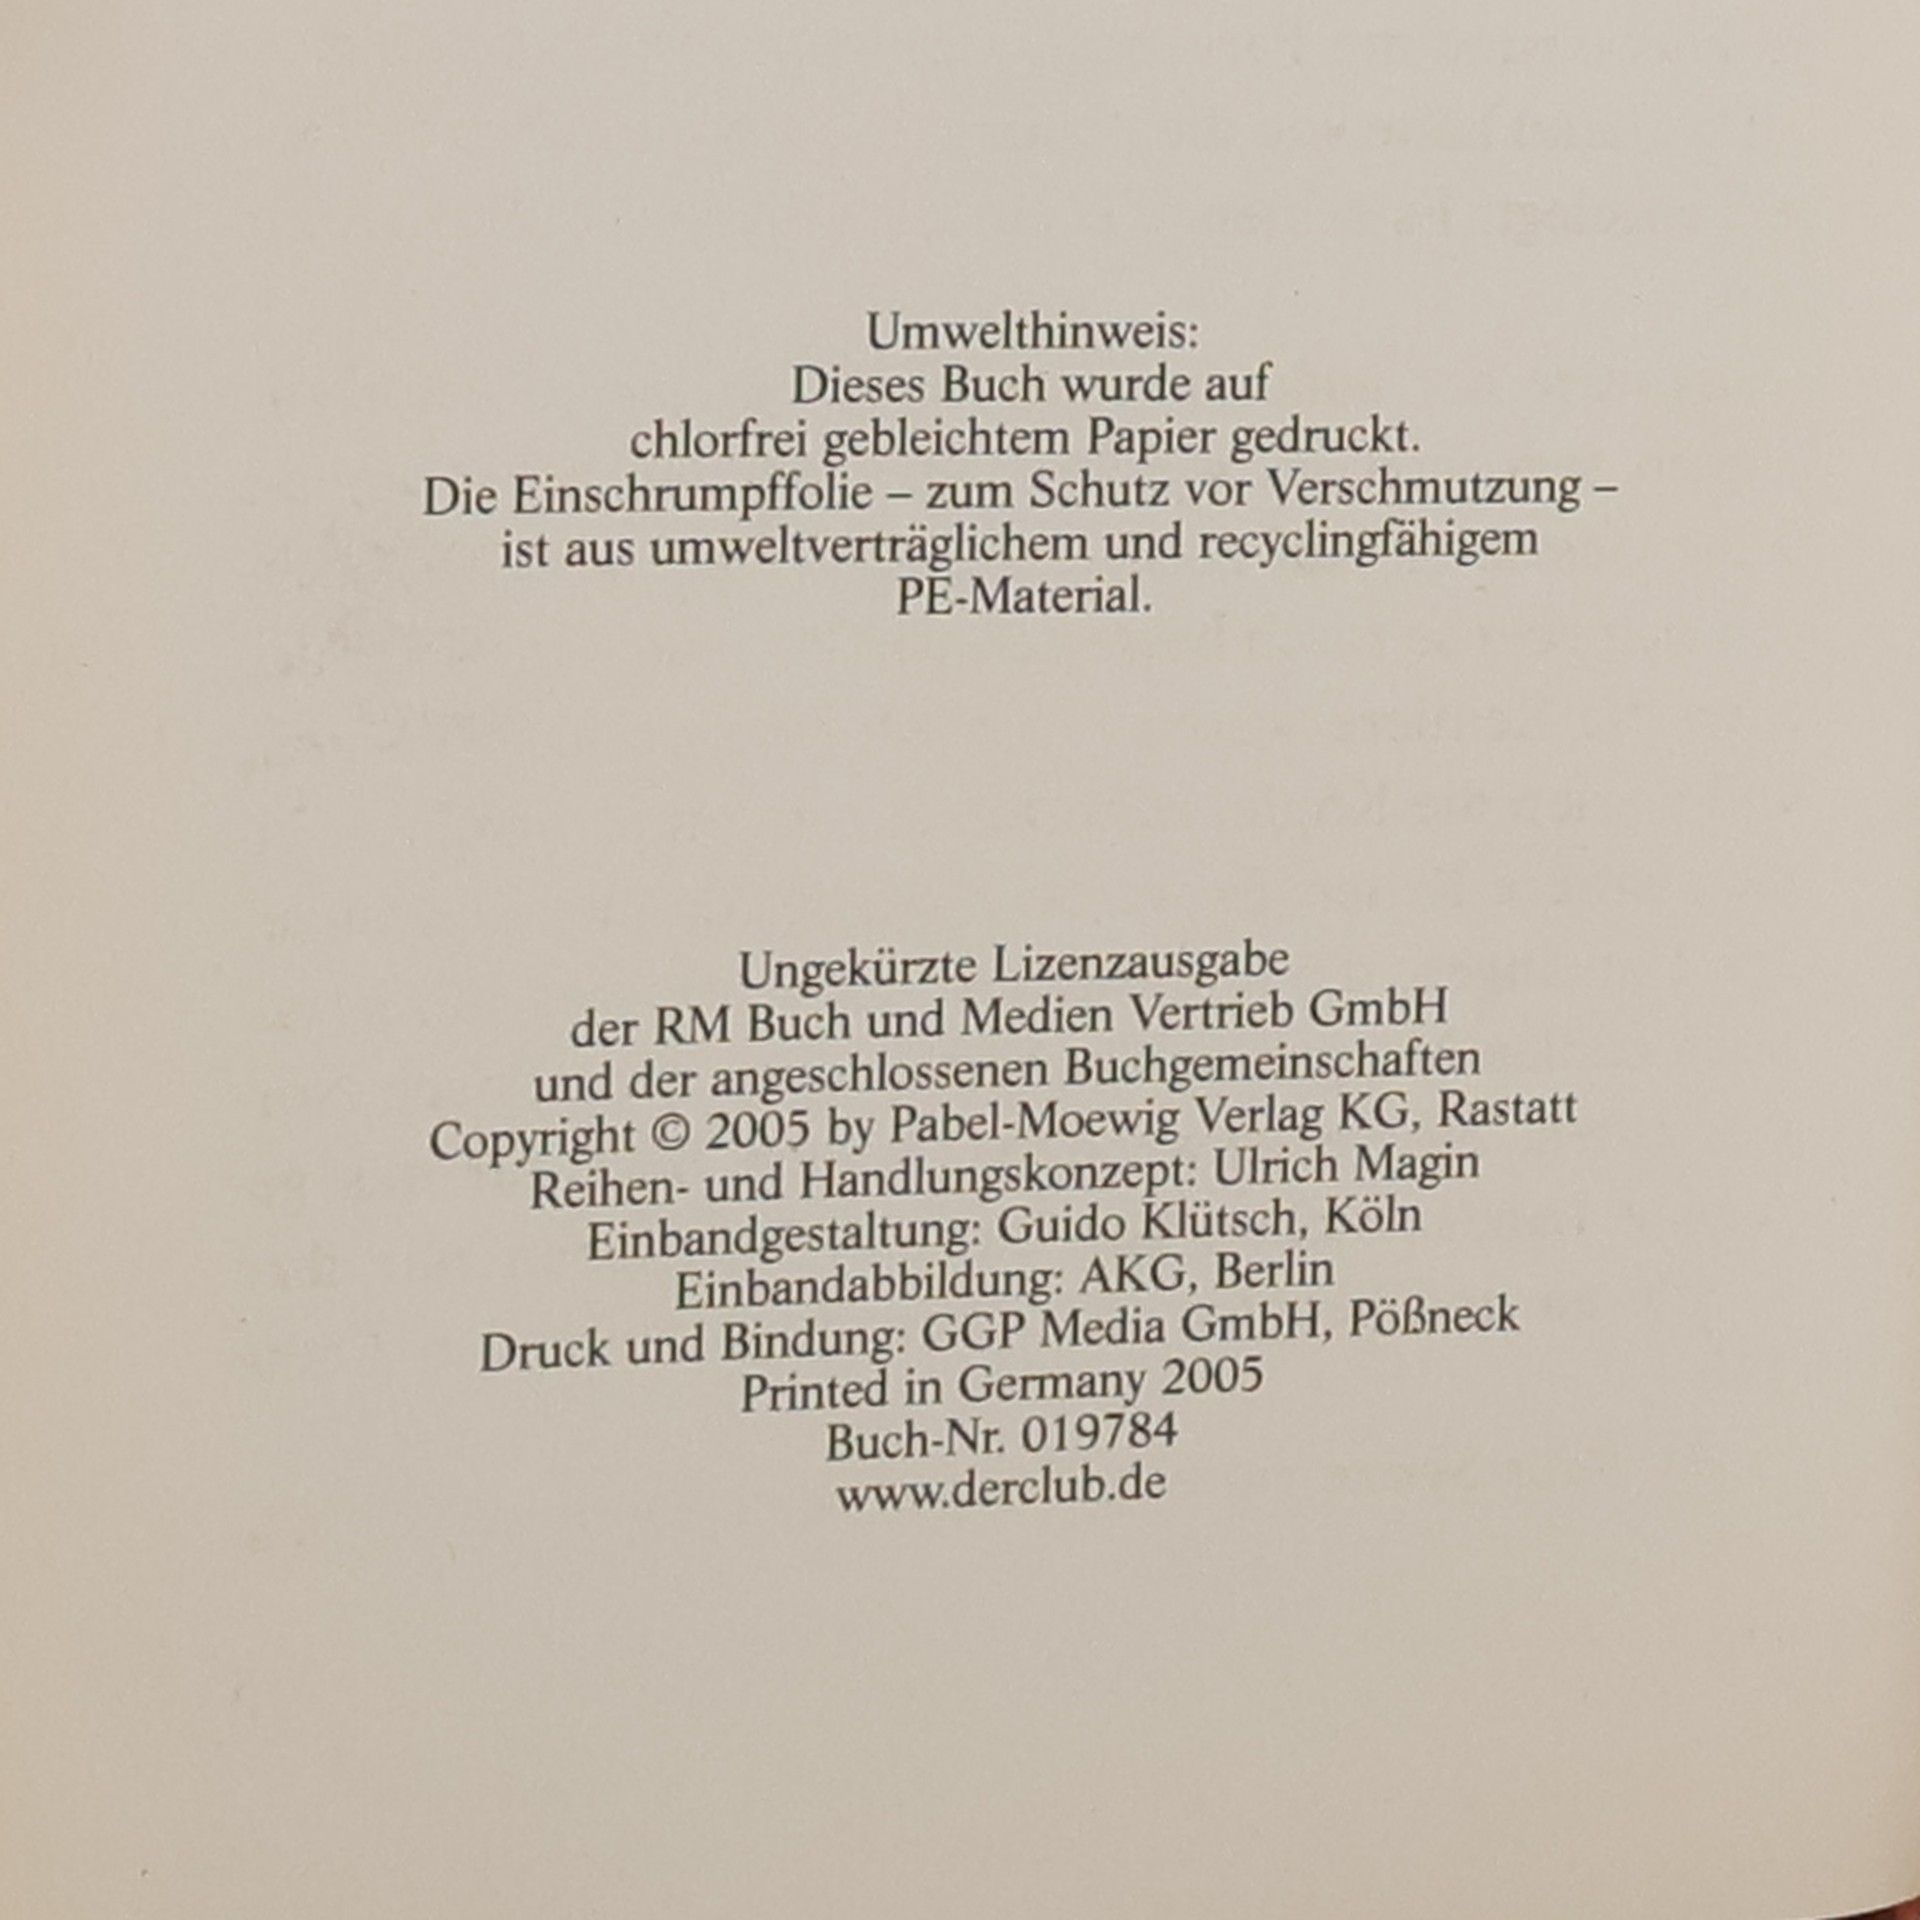 Umwelthinweis:
Dieses Buch wurde auf
chlorfrei gebleichtem Papier gedruckt.
Die Einschrumpffolie – zum Schutz vor Verschmutzung –
ist aus umweltverträglichem und recyclingfähigem
PE-Material.
Ungekürzte Lizenzausgabe
der RM Buch und Medien Vertrieb GmbH
und der angeschlossenen Buchgemeinschaften
Copyright © 2005 by Pabel-Moewig Verlag KG, Rastatt
Reihen- und Handlungskonzept: Ulrich Magin
Einbandgestaltung: Guido Klütsch, Köln
Einbandabbildung: AKG, Berlin
Druck und Bindung: GGP Media GmbH, Pößneck
Printed in Germany 2005
Buch-Nr. 019784
www.derclub.de